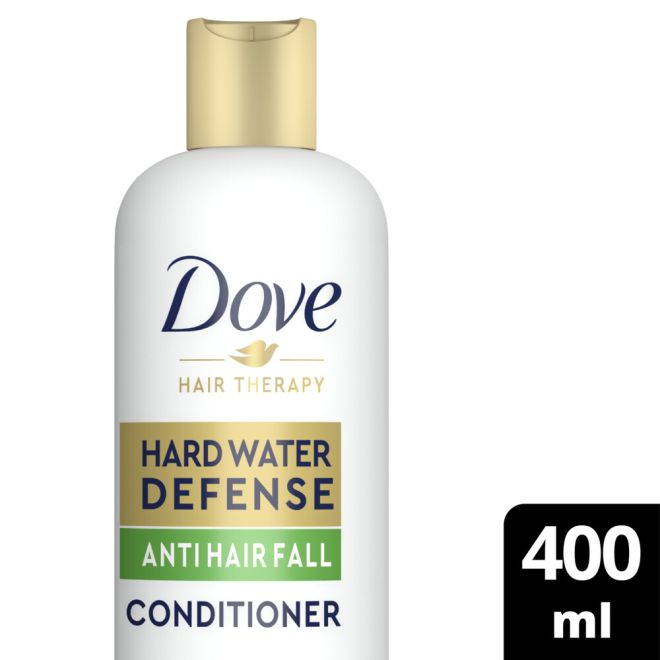 Dove
HAIR THERAPY
HARD WATER
DEFENSE
ANTI HAIR FALL
CONDITIONER
400
ml